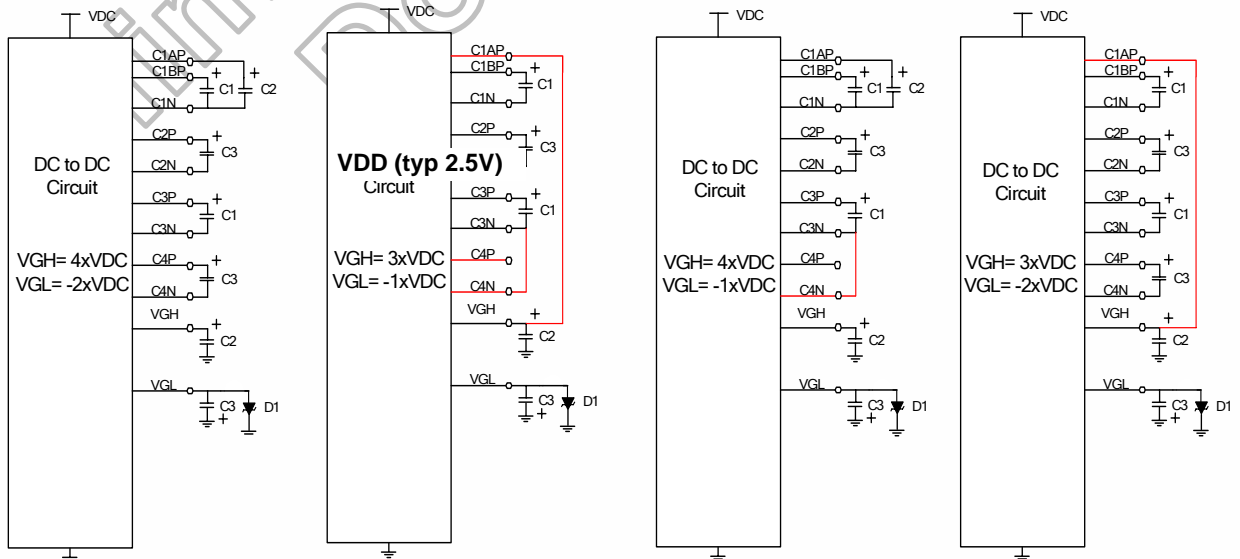 VDC
C1AP
C1BP
+ +
C1 C2
C1N
C2P +
C3
C2N
DC to DC
Circuit
C3P +
C1
C3N
VGH= 4xVDC
VGL= -2xVDC
C4P +
C3
C4N
VGH +
C2
VGL
C3 D1
+
VDC
C1AP
C1BP +
C1
C1N
C2P +
C3
VDD (typ 2.5V)
Circuit
C3P +
C1
C3N
VGH= 3xVDC
VGL= -1xVDC
C4P
C4N
VGH +
C2
VGL
C3 D1
+
VDC
C1AP
C1BP
+ +
C1 C2
C1N
C2P +
C3
C2N
DC to DC
Circuit
C3P +
C1
C3N
VGH= 4xVDC
VGL= -1xVDC
C4P
C4N
VGH +
C2
VGL
C3 D1
+
VDC
C1AP
C1BP +
C1
C1N
C2P +
C3
C2N
DC to DC
Circuit
C3P +
C1
C3N
VGH= 3xVDC
VGL= -2xVDC
C4P +
C3
C4N
VGH +
C2
VGL
C3 D1
+